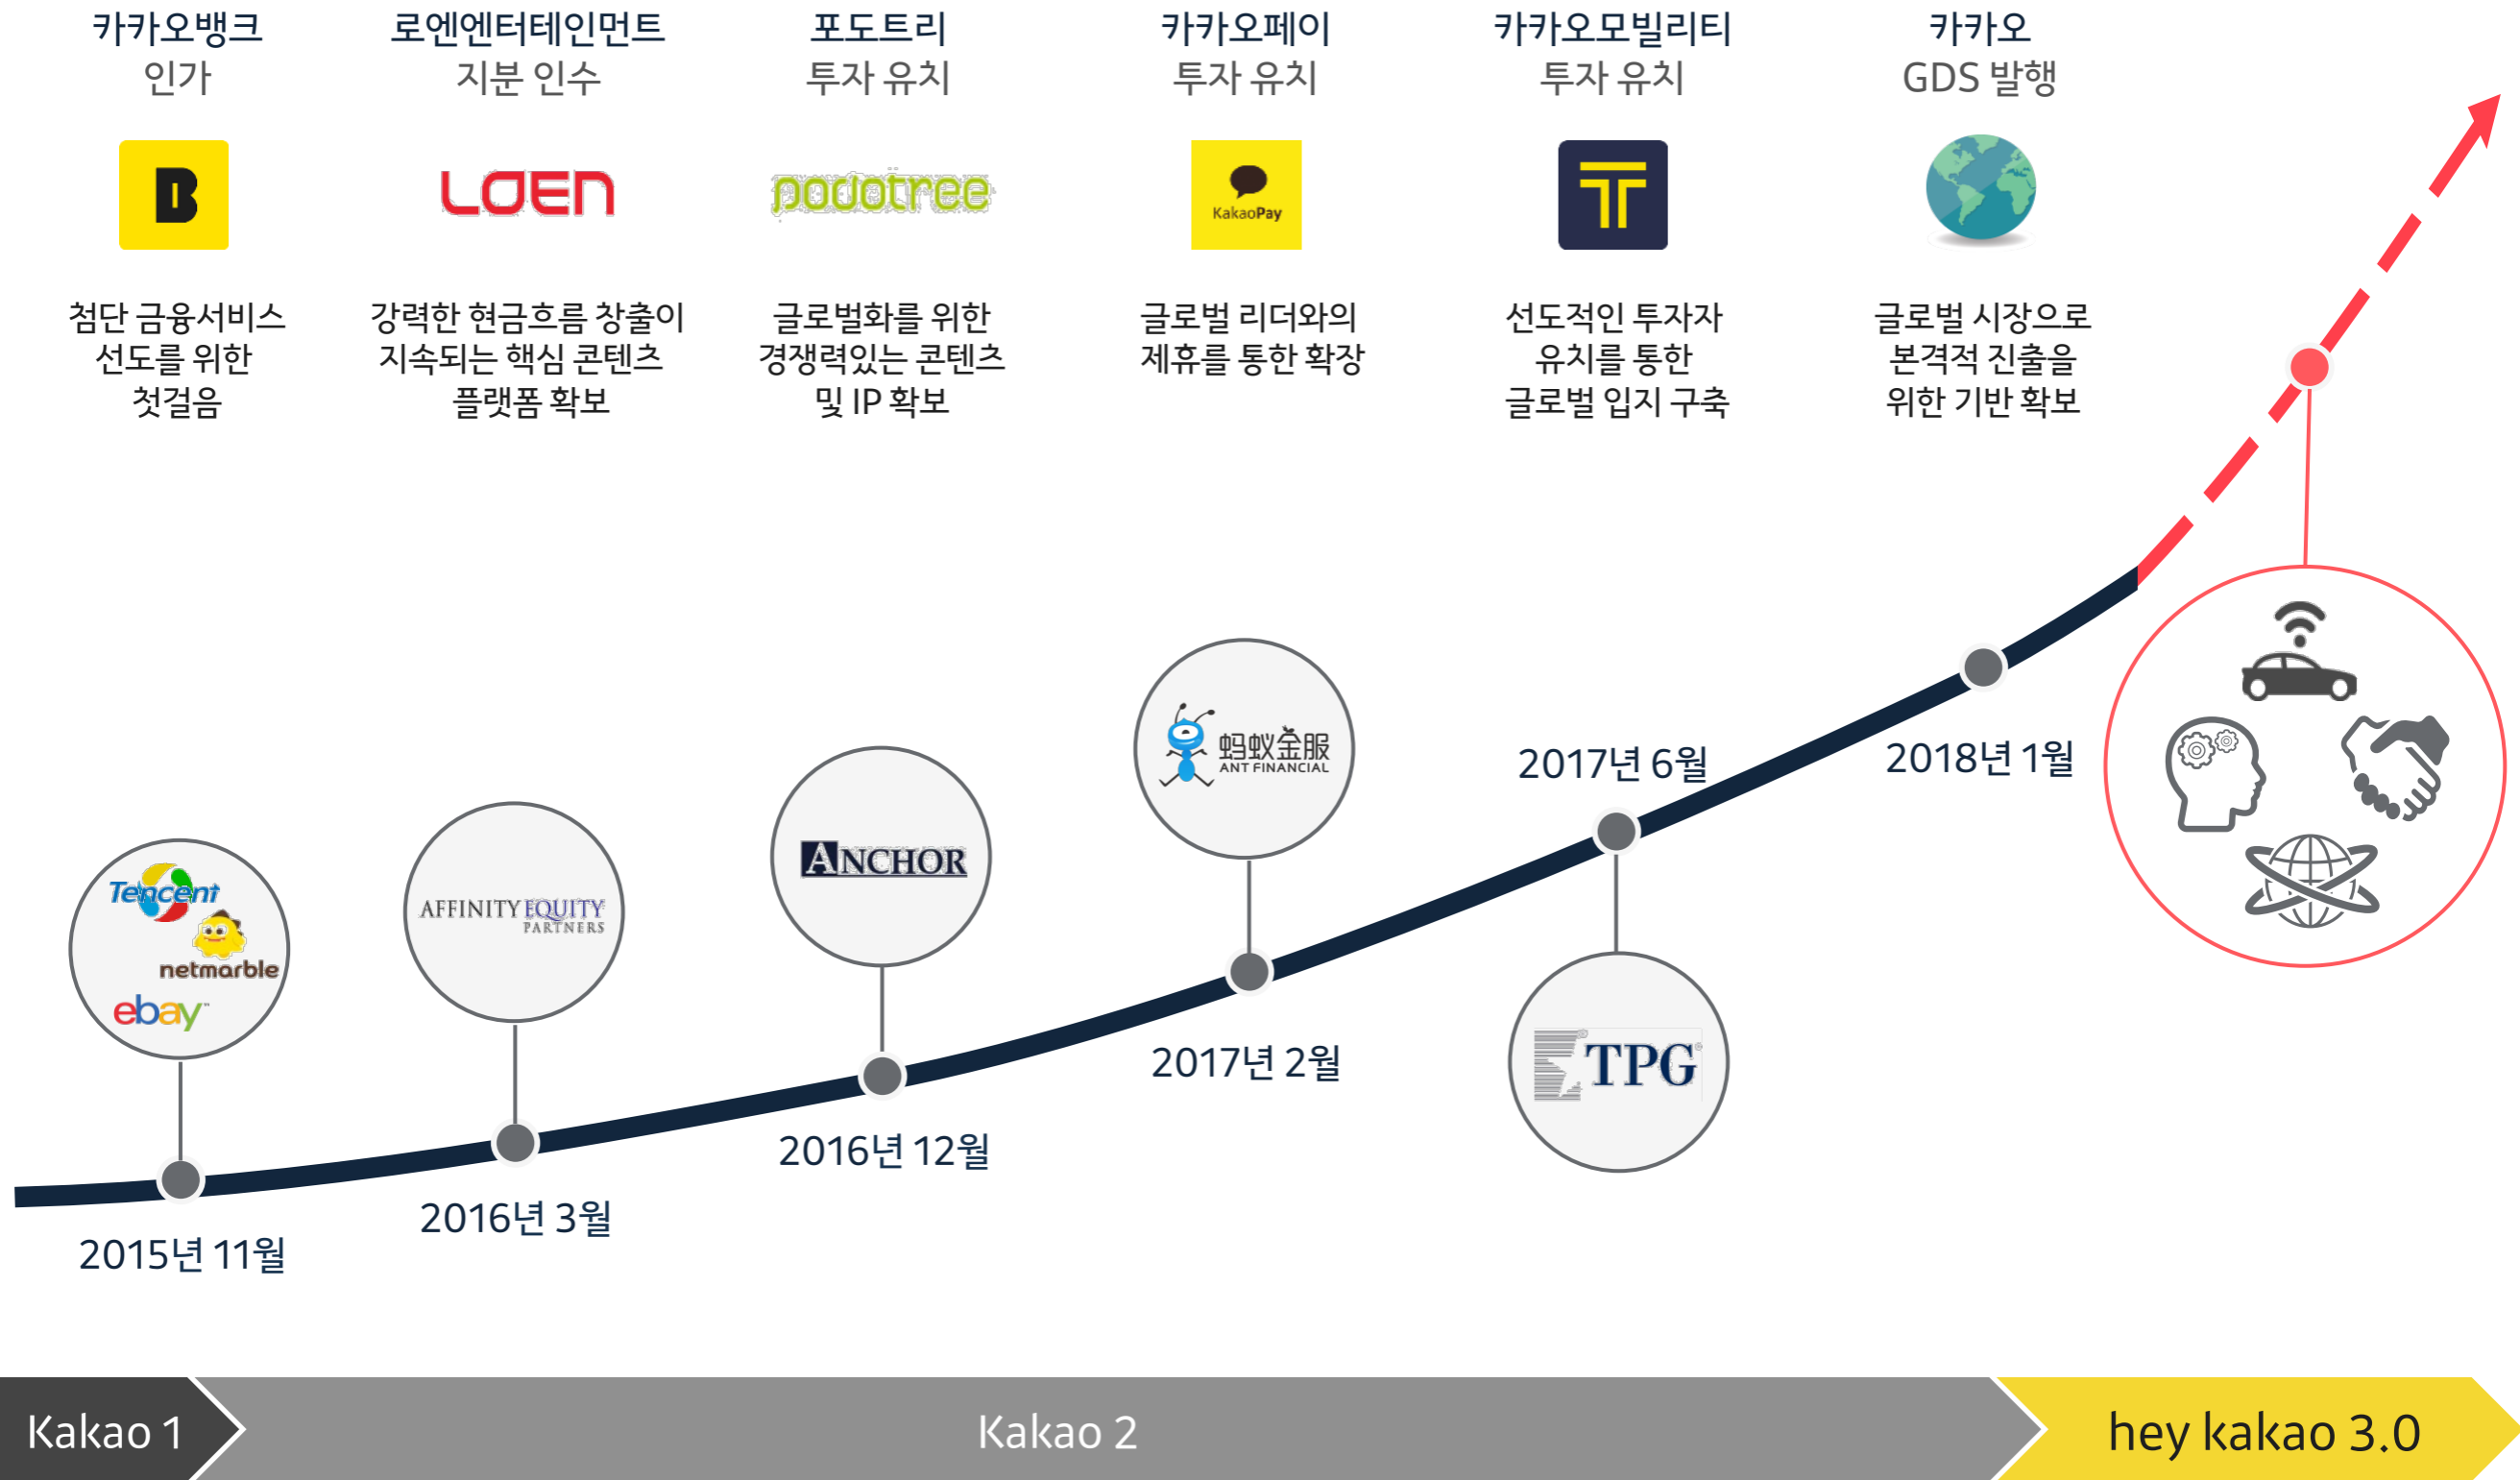 카카오뱅크
인가
B
첨단 금융서비스
선도를 위한
첫걸음
로엔엔터테인먼트
지분 인수
LOEN
강력한 현금흐름 창출이
지속되는 핵심 콘텐츠
플랫폼 확보
포도트리
투자 유치
podotree
글로벌화를 위한
경쟁력있는 콘텐츠
및 IP 확보
카카오페이
투자 유치
KakaoPay
글로벌 리더와의
제휴를 통한 확장
카카오모빌리티
투자 유치
T
선도적인 투자자
유치를 통한
글로벌 입지 구축
카카오
GDS 발행
글로벌 시장으로
본격적 진출을
위한 기반 확보
Tencent
netmarble
ebay™
2015년 11월
AFFINITY EQUITY
PARTNERS
2016년 3월
ANCHOR
2016년 12월
蚂蚁金服
ANT FINANCIAL
2017년 2월
2017년 6월
TPG®
2018년 1월
Kakao 1
Kakao 2
hey kakao 3.0